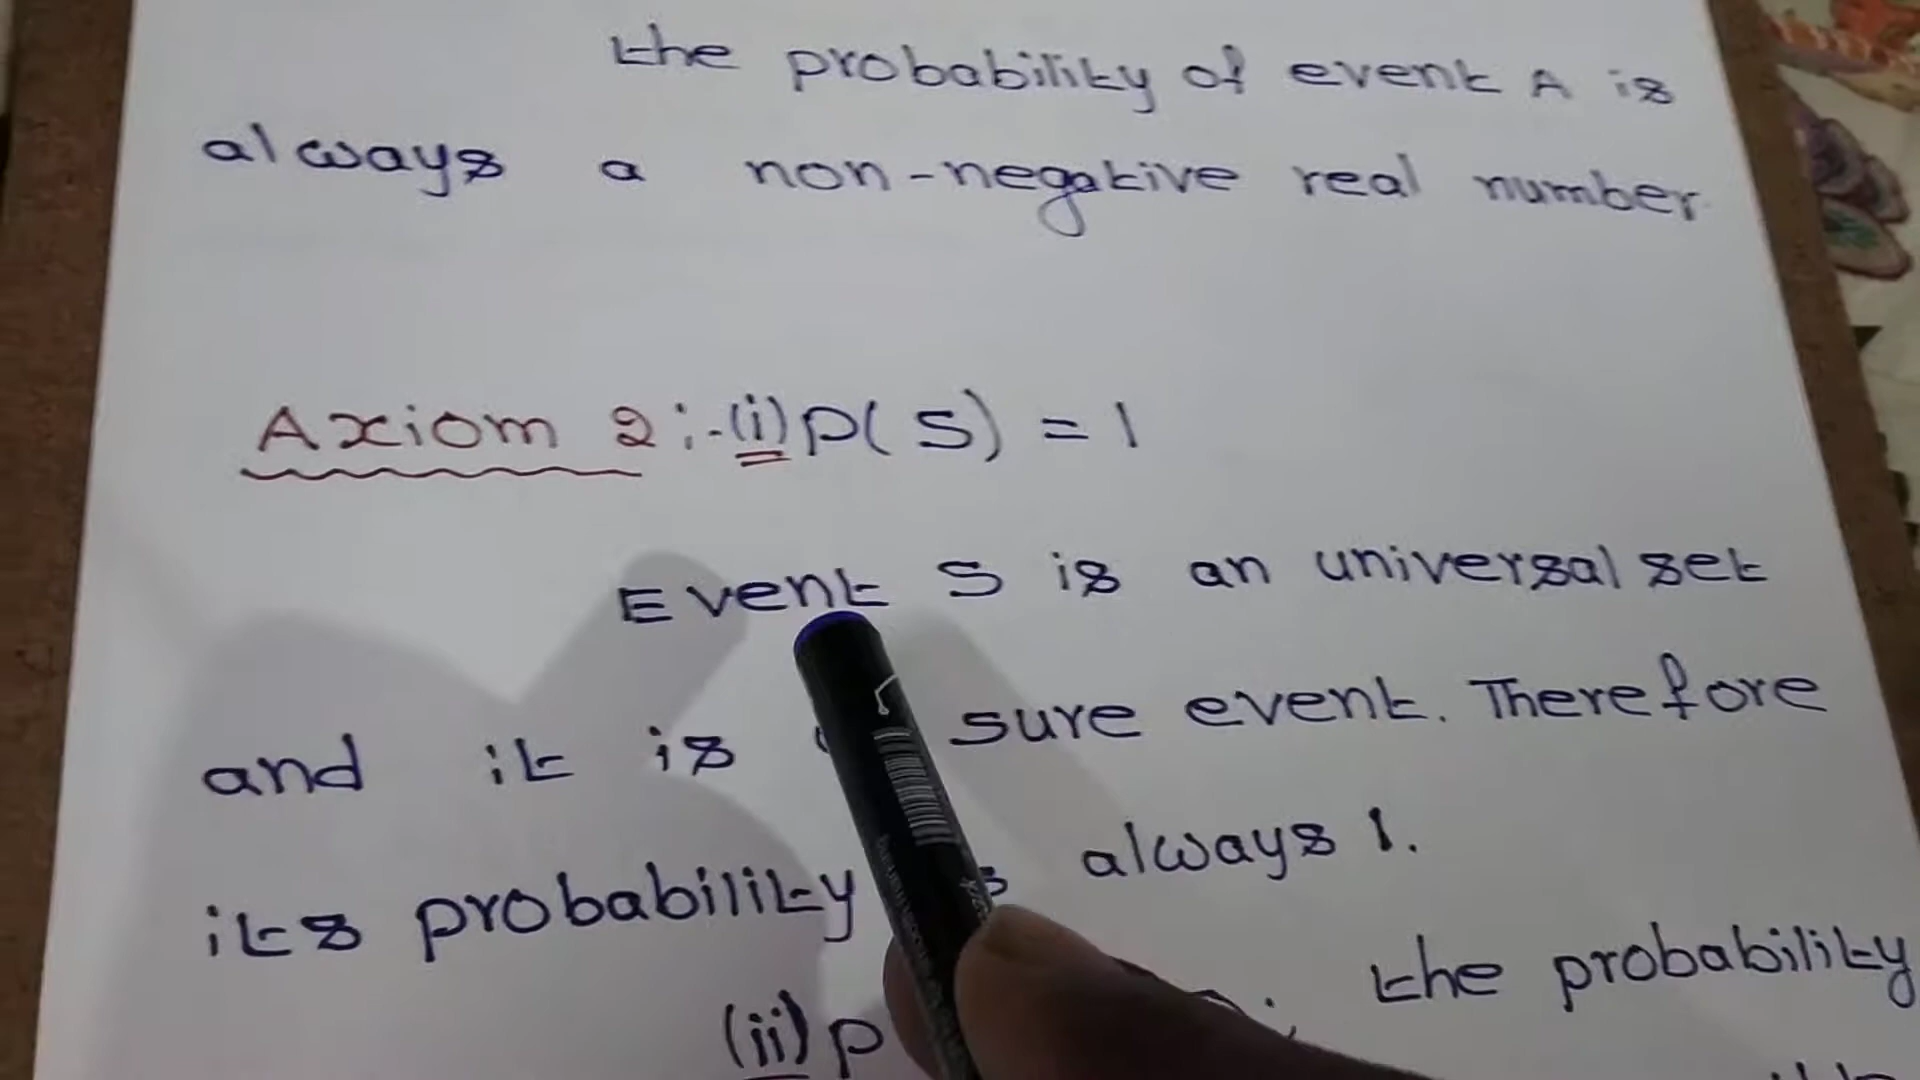 the probability of event A is
always a non-negative real number
Axiom 2:-(i) P(S) = 1
Event S is an universal set
and it is sure event. Therefore
its probability always 1.
(ii) P the probability